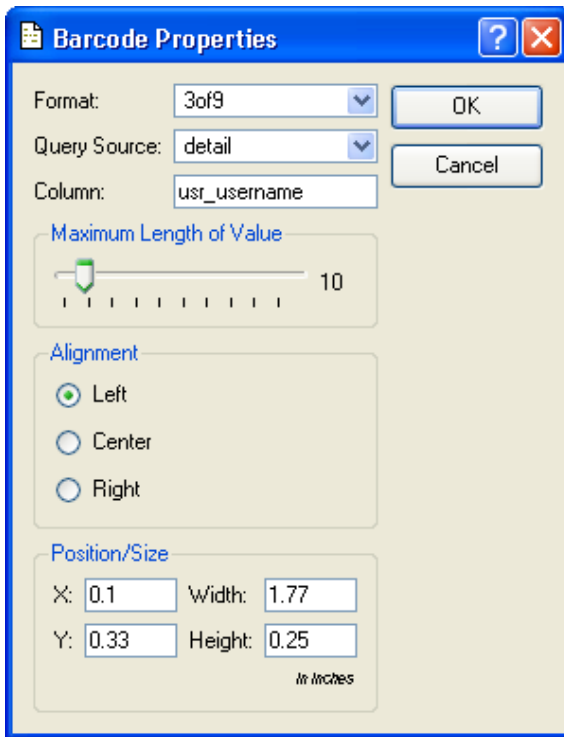 Barcode Properties
Format: 3of9 OK
Query Source: detail Cancel
Column: usr_username
Maximum Length of Value
10
Alignment
Left
Center
Right
Position/Size
X: 0.1 Width: 1.77
Y: 0.33 Height: 0.25
In Inches